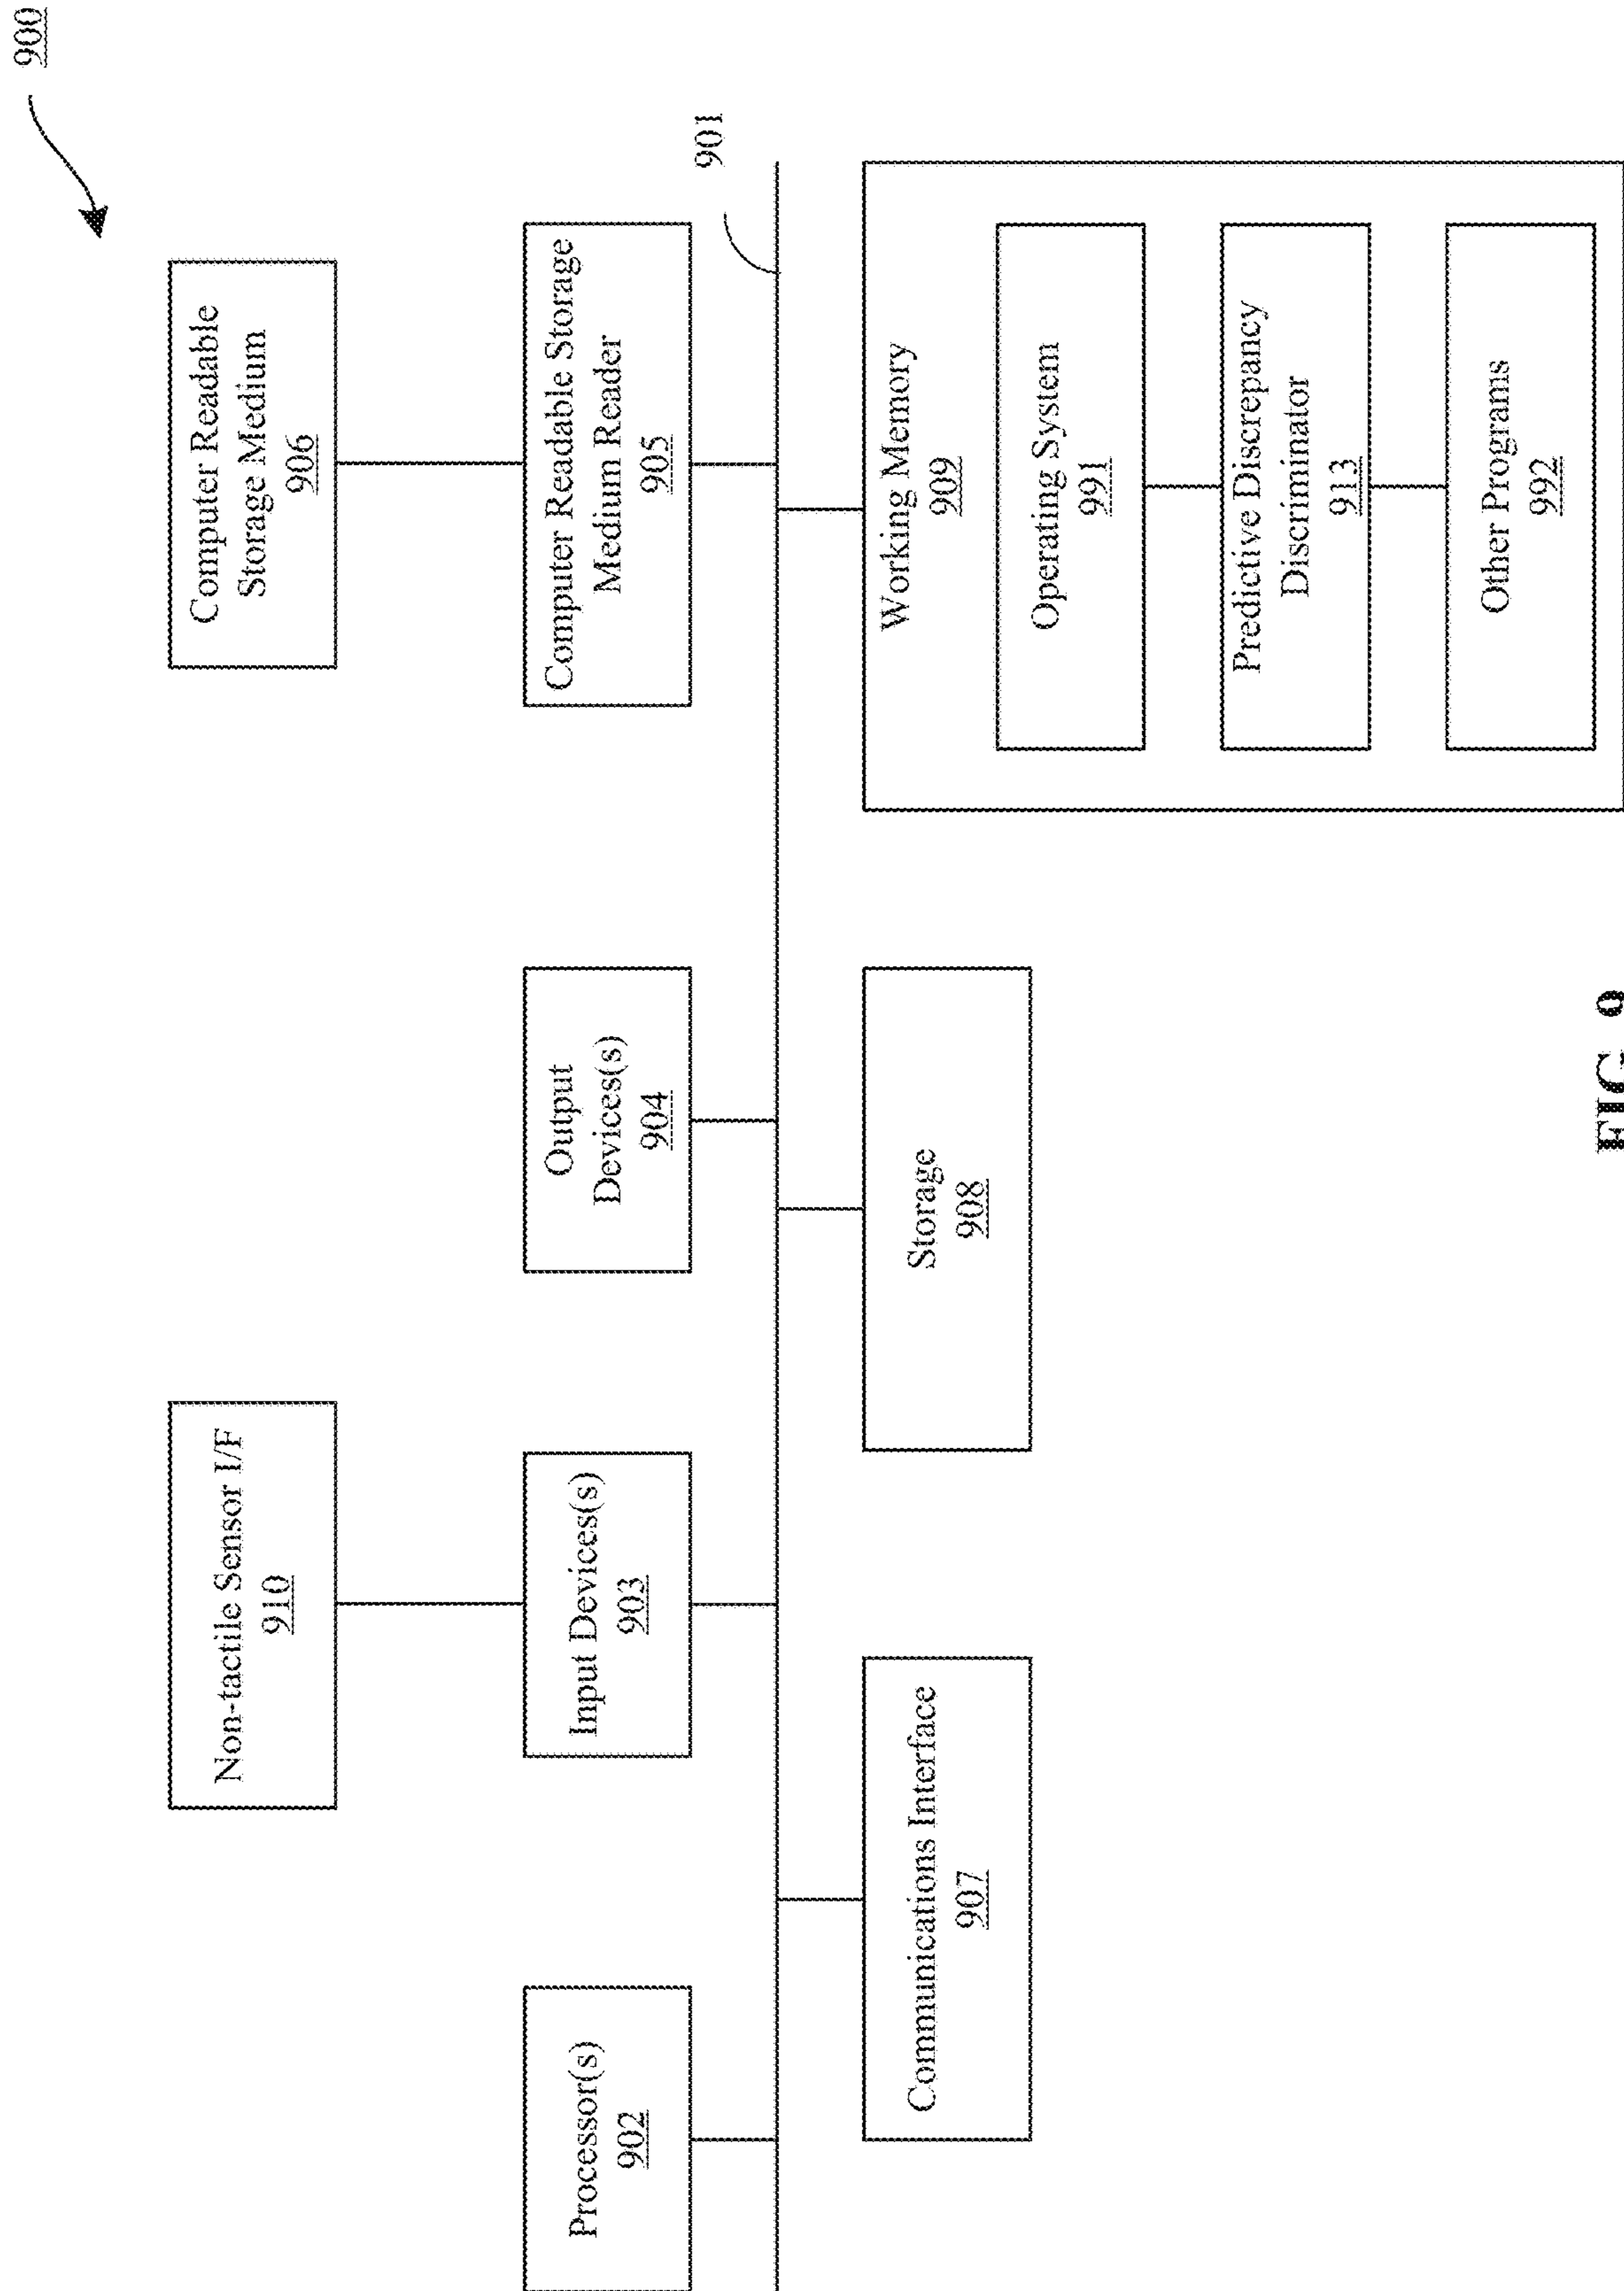 900
Computer Readable
Storage Medium
906
Non-tactile Sensor I/F
910
Processor(s)
902
Input Devices(s)
903
Output
Devices(s)
904
Computer Readable Storage
Medium Reader
905
901
Communications Interface
907
Storage
908
Working Memory
909
Operating System
991
Predictive Discrepancy
Discriminator
913
Other Programs
992
FIG. 9